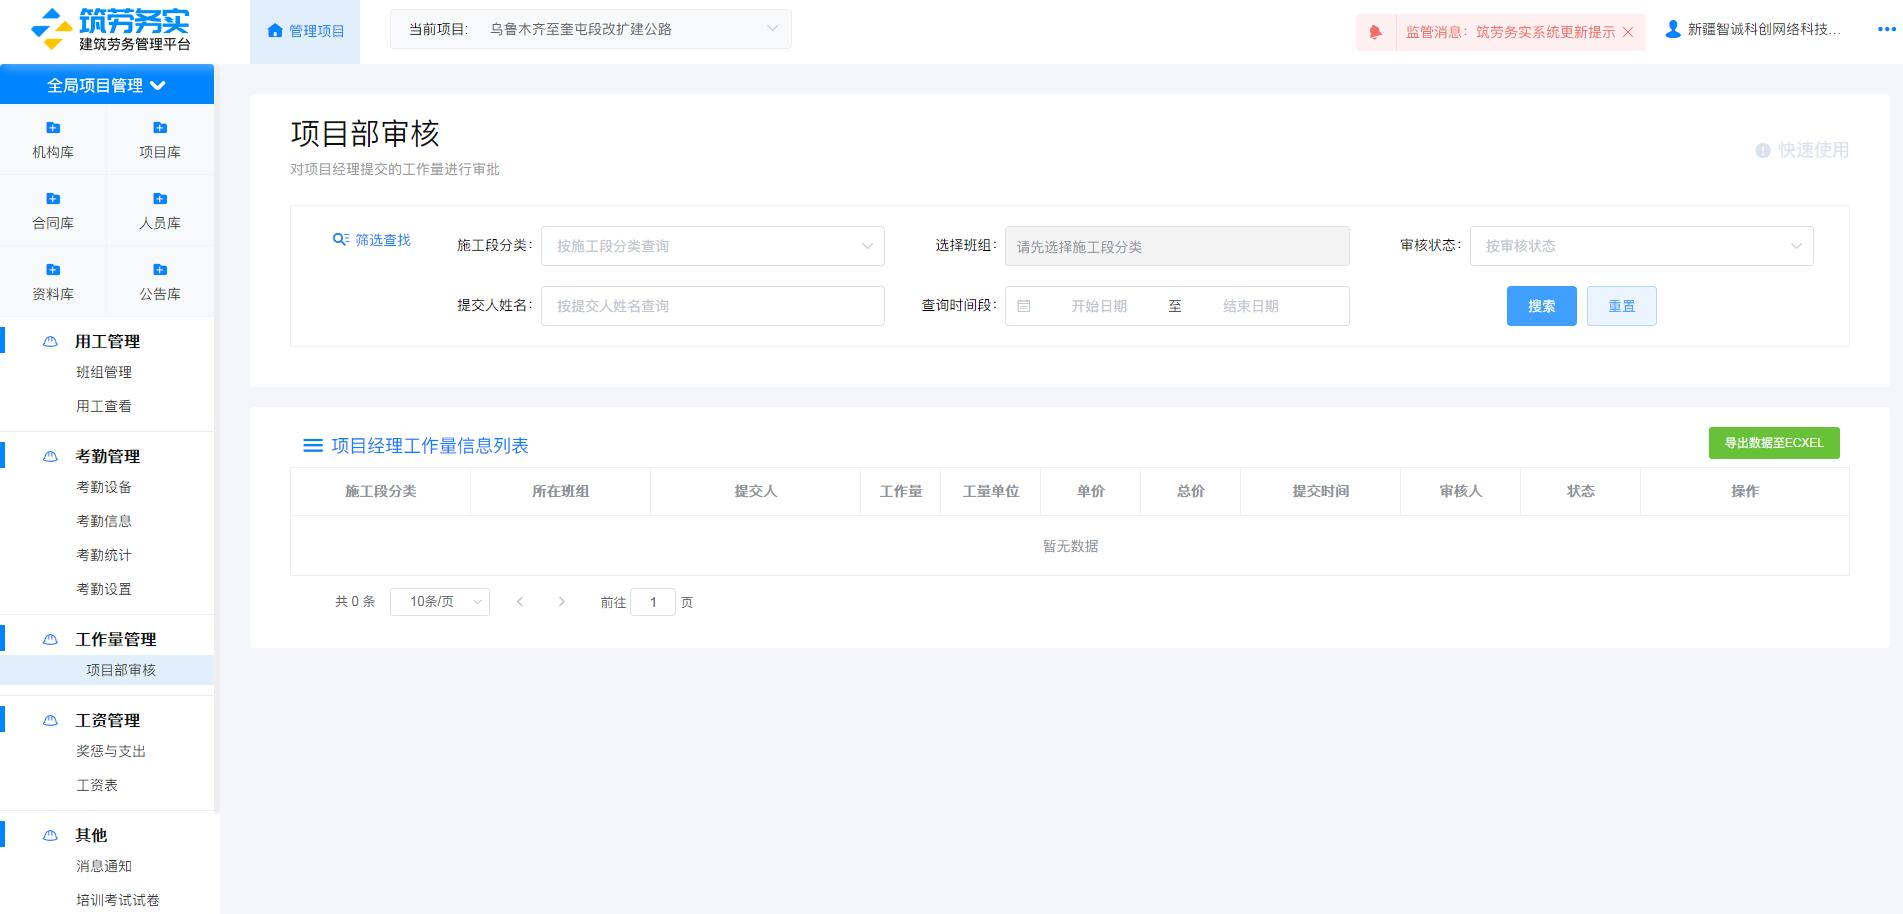 筑劳务实
建筑劳务管理平台
管理项目
当前项目: 乌鲁木齐至奎屯段改扩建公路
监管消息: 筑劳务实系统更新提示
新疆智诚科创网络科技...
全局项目管理
机构库 项目库
合同库 人员库
资料库 公告库
用工管理
班组管理
用工查看
考勤管理
考勤设备
考勤信息
考勤统计
考勤设置
工作量管理
项目部审核
工资管理
奖惩与支出
工资表
其他
消息通知
培训考试试卷
项目部审核
对项目经理提交的工作量进行审批
快速使用
筛选查找
施工段分类: 按施工段分类查询
选择班组: 请先选择施工段分类
审核状态: 按审核状态
提交人姓名: 按提交人姓名查询
查询时间段: 开始日期 至 结束日期
搜索 重置
项目经理工作量信息列表
导出数据至ECXEL
施工段分类 所在班组 提交人 工作量 工量单位 单价 总价 提交时间 审核人 状态 操作
暂无数据
共 0 条 10条/页 前往 1 页